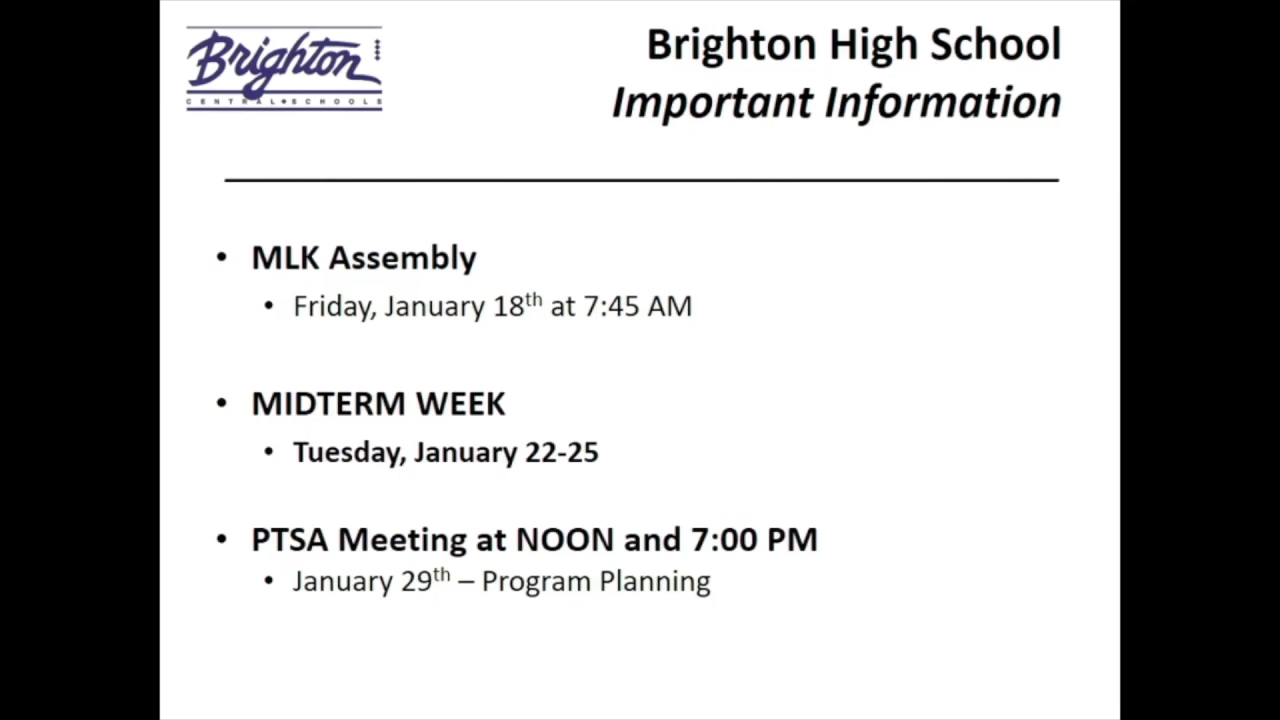 Brighton
CENTRAL•SCHOOLS
Brighton High School
Important Information
• MLK Assembly
• Friday, January 18th at 7:45 AM
• MIDTERM WEEK
• Tuesday, January 22-25
• PTSA Meeting at NOON and 7:00 PM
• January 29th – Program Planning